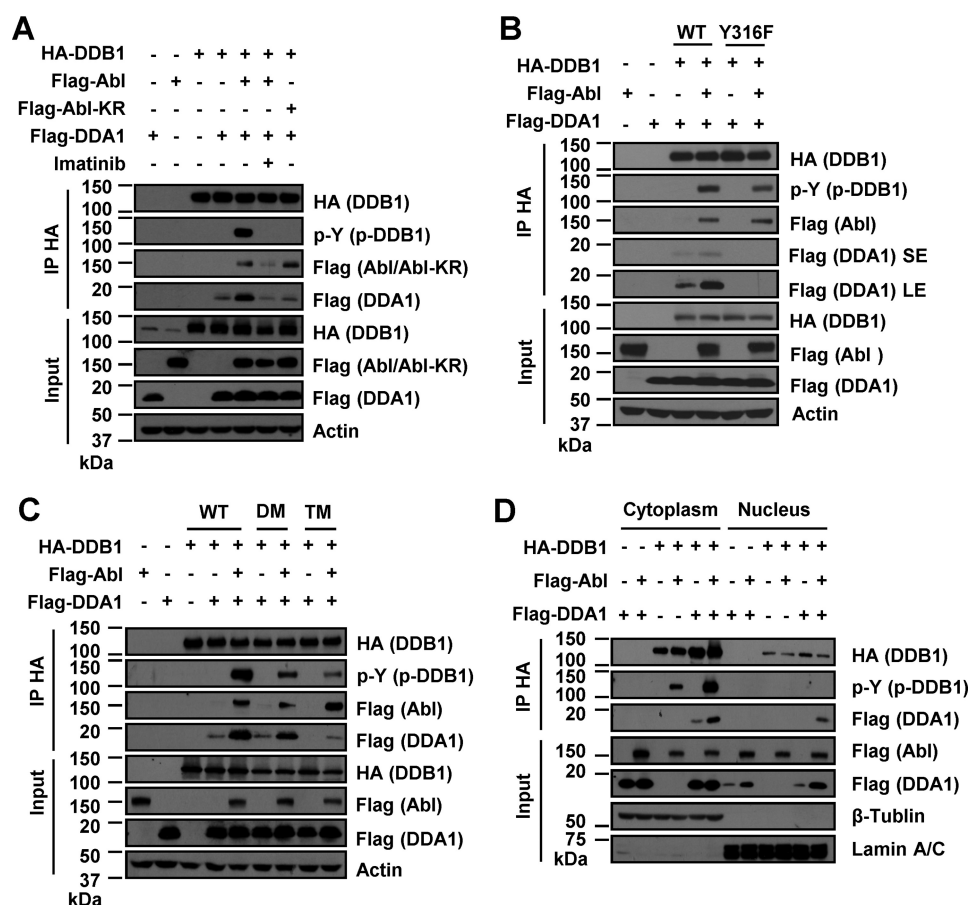 A
HA-DDB1 - - + + + + +
Flag-Abl - + - - + + -
Flag-Abl-KR - - - - - - +
Flag-DDA1 + - - + + + +
Imatinib - - - - - + -
IP HA
150
100
HA (DDB1)
150
100
p-Y (p-DDB1)
150
Flag (Abl/Abl-KR)
20
Flag (DDA1)
Input
150
100
HA (DDB1)
150
Flag (Abl/Abl-KR)
20
Flag (DDA1)
50
37
Actin
kDa
B
WT Y316F
HA-DDB1 - - + + + +
Flag-Abl + - - + - +
Flag-DDA1 - + + + + +
IP HA
150
100
HA (DDB1)
150
100
p-Y (p-DDB1)
150
Flag (Abl)
20
Flag (DDA1) SE
20
Flag (DDA1) LE
Input
150
100
HA (DDB1)
150
Flag (Abl )
20
Flag (DDA1)
50
37
Actin
kDa
C
WT DM TM
HA-DDB1 - - + + + + + + +
Flag-Abl + - - - + - + - +
Flag-DDA1 - + - + + + + + +
IP HA
150
100
HA (DDB1)
150
100
p-Y (p-DDB1)
150
Flag (Abl)
20
Flag (DDA1)
Input
150
100
HA (DDB1)
150
Flag (Abl)
20
Flag (DDA1)
50
37
Actin
kDa
D
Cytoplasm Nucleus
HA-DDB1 - - + + + + - - + + + +
Flag-Abl - + - + - + - + - + - +
Flag-DDA1 + + - - + + + + - - + +
IP HA
150
100
HA (DDB1)
150
100
p-Y (p-DDB1)
20
Flag (DDA1)
Input
150
Flag (Abl)
20
Flag (DDA1)
50
β-Tublin
75
Lamin A/C
kDa